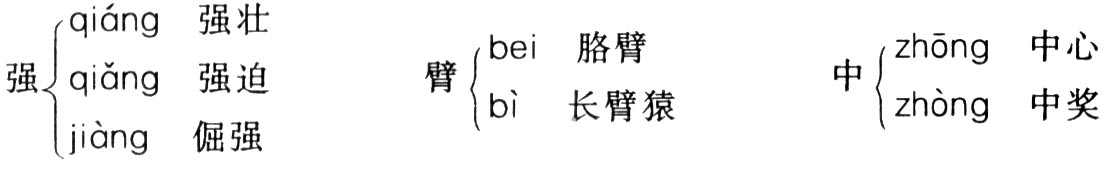 强
qiáng 强壮
qiǎng 强迫
jiàng 倔强
臂
bei 胳臂
bì 长臂猿
中
zhōng 中心
zhòng 中奖